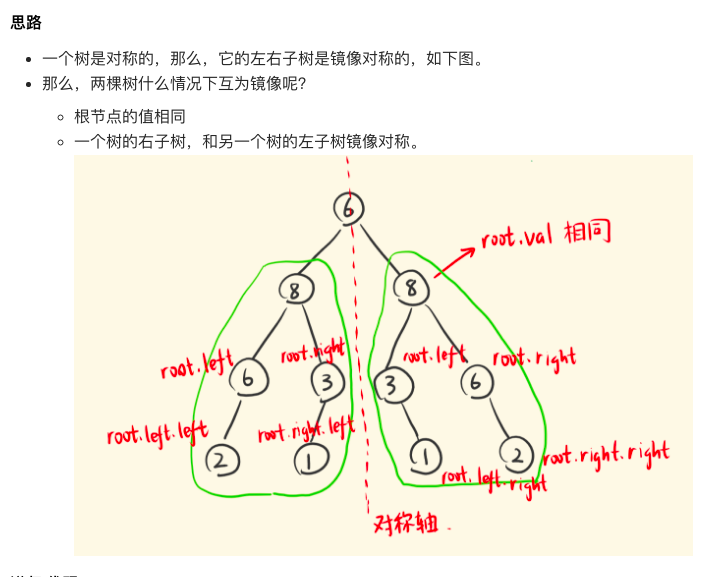 思路
一个树是对称的，那么，它的左右子树是镜像对称的，如下图。
那么，两棵树什么情况下互为镜像呢？
根节点的值相同
一个树的右子树，和另一个树的左子树镜像对称。
6
root.val 相同
8
8
root.left
root.right
root.left
root.right
6
3
3
6
root.left.left
root.right.left
2
1
1
2
root.right.right
root.left.right
对称轴.